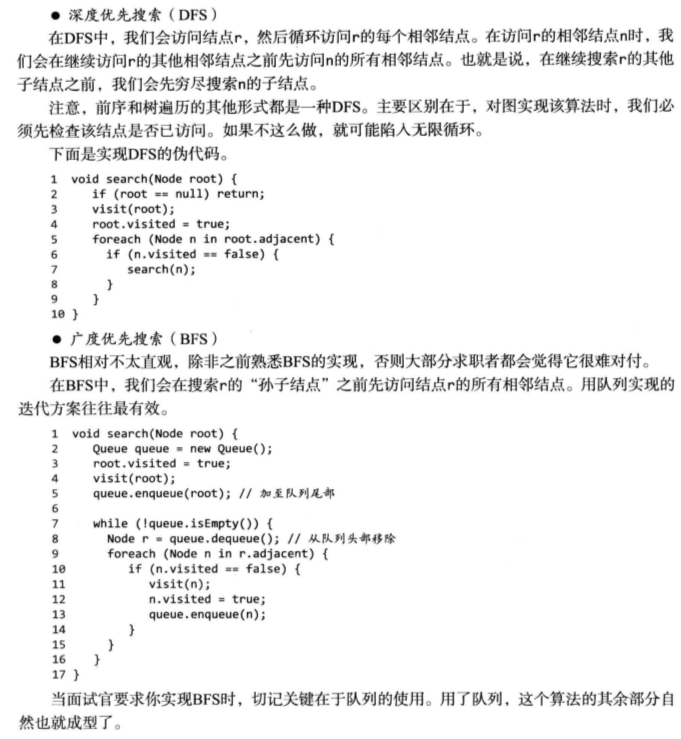 ● 深度优先搜索（DFS）
在DFS中，我们会访问结点r，然后循环访问r的每个相邻结点。在访问r的相邻结点n时，我
们会在继续访问r的其他相邻结点之前先访问n的所有相邻结点。也就是说，在继续搜索r的其他
子结点之前，我们会先穷尽搜索n的子结点。
注意，前序和树遍历的其他形式都是一种DFS。主要区别在于，对图实现该算法时，我们必
须先检查该结点是否已访问。如果不这么做，就可能陷入无限循环。
下面是实现DFS的伪代码。
1 void search(Node root) {
2 if (root == null) return;
3 visit(root);
4 root.visited = true;
5 foreach (Node n in root.adjacent) {
6 if (n.visited == false) {
7 search(n);
8 }
9 }
10 }
● 广度优先搜索（BFS）
BFS相对不太直观，除非之前熟悉BFS的实现，否则大部分求职者都会觉得它很难对付。
在BFS中，我们会在搜索r的“孙子结点”之前先访问结点r的所有相邻结点。用队列实现的
迭代方案往往最有效。
1 void search(Node root) {
2 Queue queue = new Queue();
3 root.visited = true;
4 visit(root);
5 queue.enqueue(root); // 加至队列尾部
6
7 while (!queue.isEmpty()) {
8 Node r = queue.dequeue(); // 从队列头部移除
9 foreach (Node n in r.adjacent) {
10 if (n.visited == false) {
11 visit(n);
12 n.visited = true;
13 queue.enqueue(n);
14 }
15 }
16 }
17 }
当面试官要求你实现BFS时，切记关键在于队列的使用。用了队列，这个算法的其余部分自
然也就成型了。